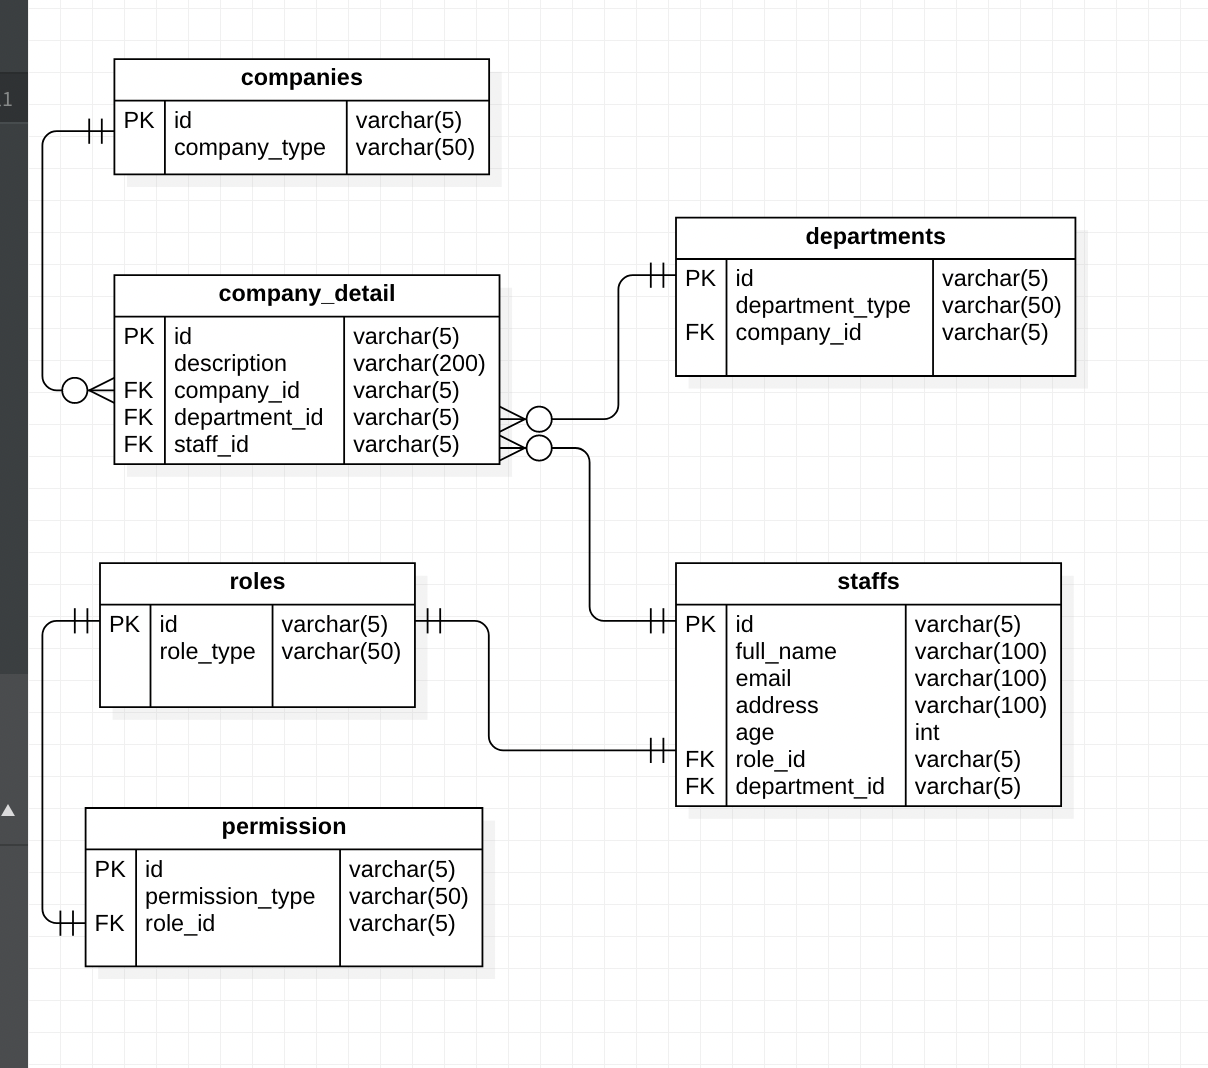 11
companies
PK id varchar(5)
company_type varchar(50)
company_detail
PK id varchar(5)
description varchar(200)
FK company_id varchar(5)
FK department_id varchar(5)
FK staff_id varchar(5)
departments
PK id varchar(5)
department_type varchar(50)
FK company_id varchar(5)
roles
PK id varchar(5)
role_type varchar(50)
staffs
PK id varchar(5)
full_name varchar(100)
email varchar(100)
address varchar(100)
age int
FK role_id varchar(5)
FK department_id varchar(5)
permission
PK id varchar(5)
permission_type varchar(50)
FK role_id varchar(5)